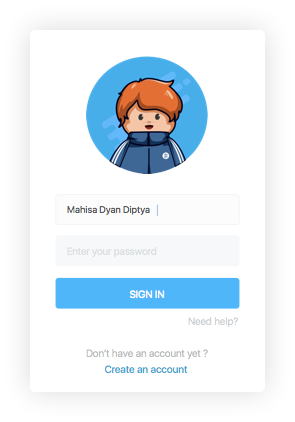 Mahisa Dyan Diptya
Enter your password
SIGN IN
Need help?
Don't have an account yet ?
Create an account